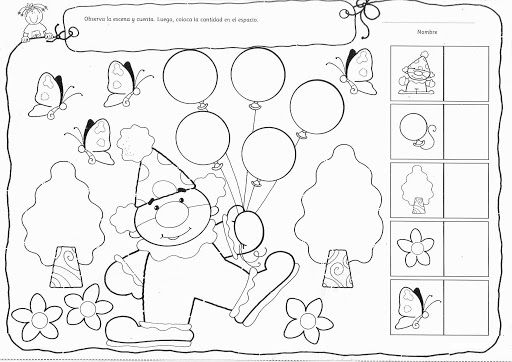 Observa la escena y cuenta. Luego, coloca la cantidad en el espacio.
Nombre